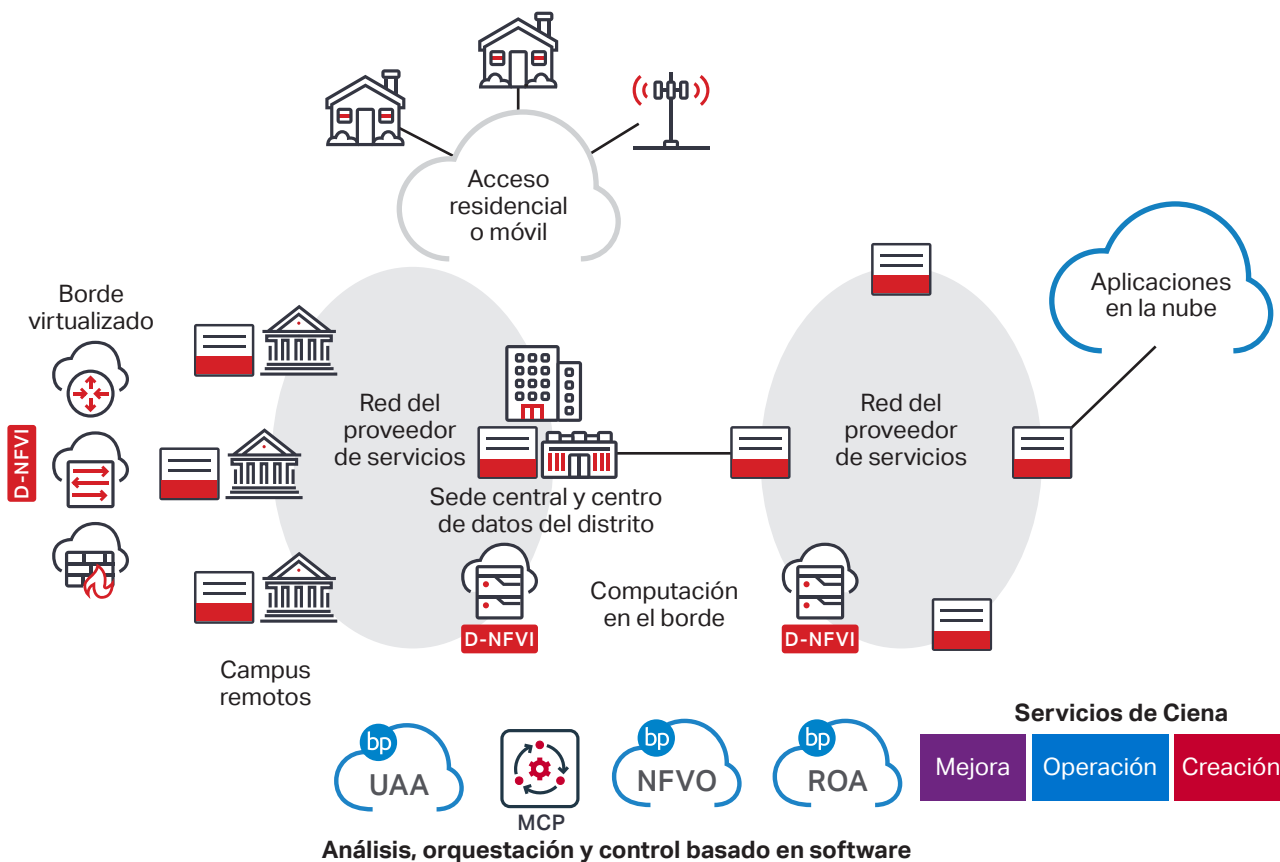 Acceso
residencial
o móvil
Aplicaciones
en la nube
Borde
virtualizado
D-NFVI
Red del
proveedor
de servicios
Red del
proveedor
de servicios
Sede central y centro
de datos del distrito
Computación
en el borde
D-NFVI
D-NFVI
Campus
remotos
Servicios de Ciena
Mejora
Operación
Creación
bp
UAA
MCP
bp
NFVO
bp
ROA
Análisis, orquestación y control basado en software